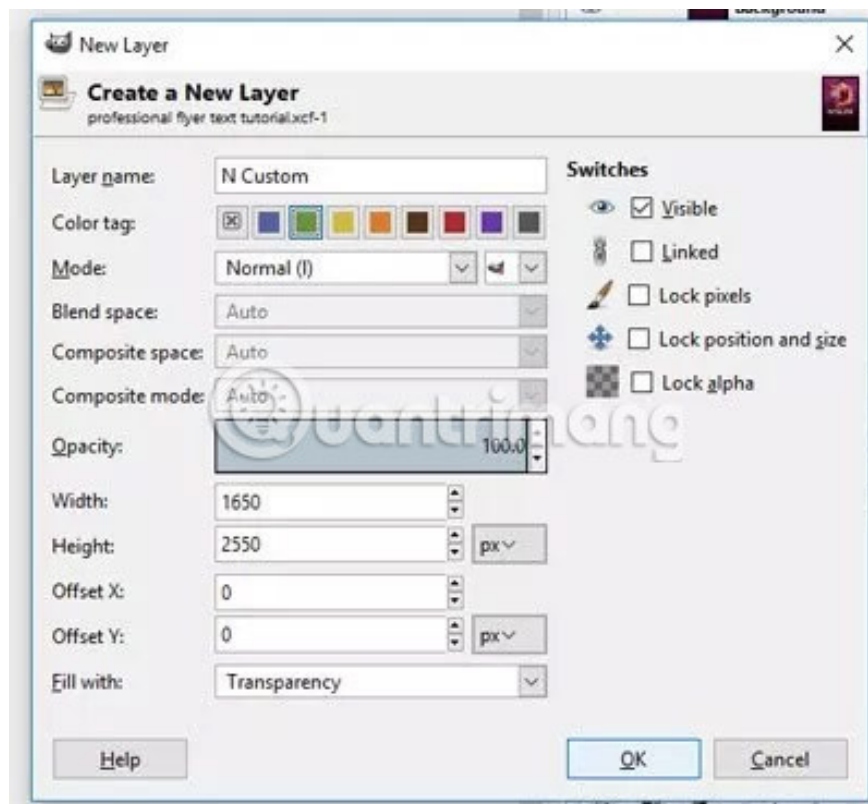 Background
New Layer
Create a New Layer
professional flyer text tutorial.xcf-1
Layer name: N Custom
Color tag:
Mode: Normal (l)
Blend space: Auto
Composite space: Auto
Composite mode: Auto
Opacity: 100.0
Width: 1650
Height: 2550 px
Offset X: 0
Offset Y: 0 px
Fill with: Transparency
Switches
Visible
Linked
Lock pixels
Lock position and size
Lock alpha
Quantrimang
Help OK Cancel